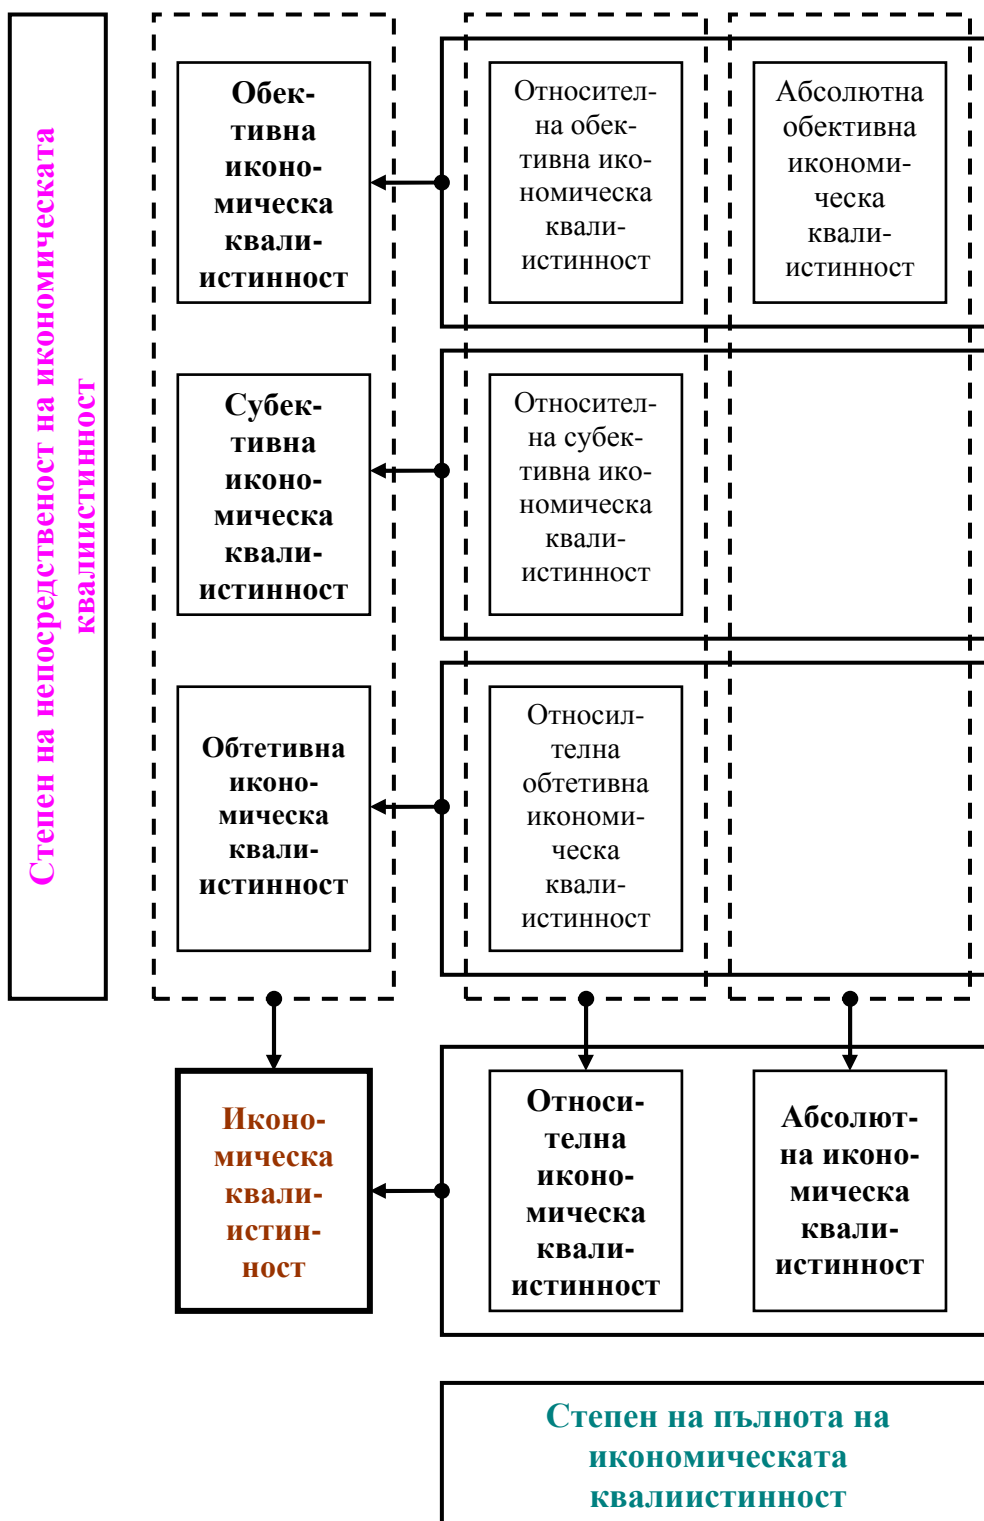 Степен на непосредственост на икономическата
квалиистинност
Обек-
тивна
иконо-
мическа
квали-
истинност
Относител-
на обек-
тивна ико-
номическа
квали-
истинност
Абсолютна
обективна
икономи-
ческа
квали-
истинност
Субек-
тивна
иконо-
мическа
квали-
истинност
Относител-
на субек-
тивна ико-
номическа
квали-
истинност
Обтетивна
иконо-
мическа
квали-
истинност
Относил-
телна
обтетивна
икономи-
ческа
квали-
истинност
Иконо-
мическа
квали-
истин-
ност
Относи-
телна
иконо-
мическа
квали-
истинност
Абсолют-
на иконо-
мическа
квали-
истинност
Степен на пълнота на
икономическата
квалиистинност